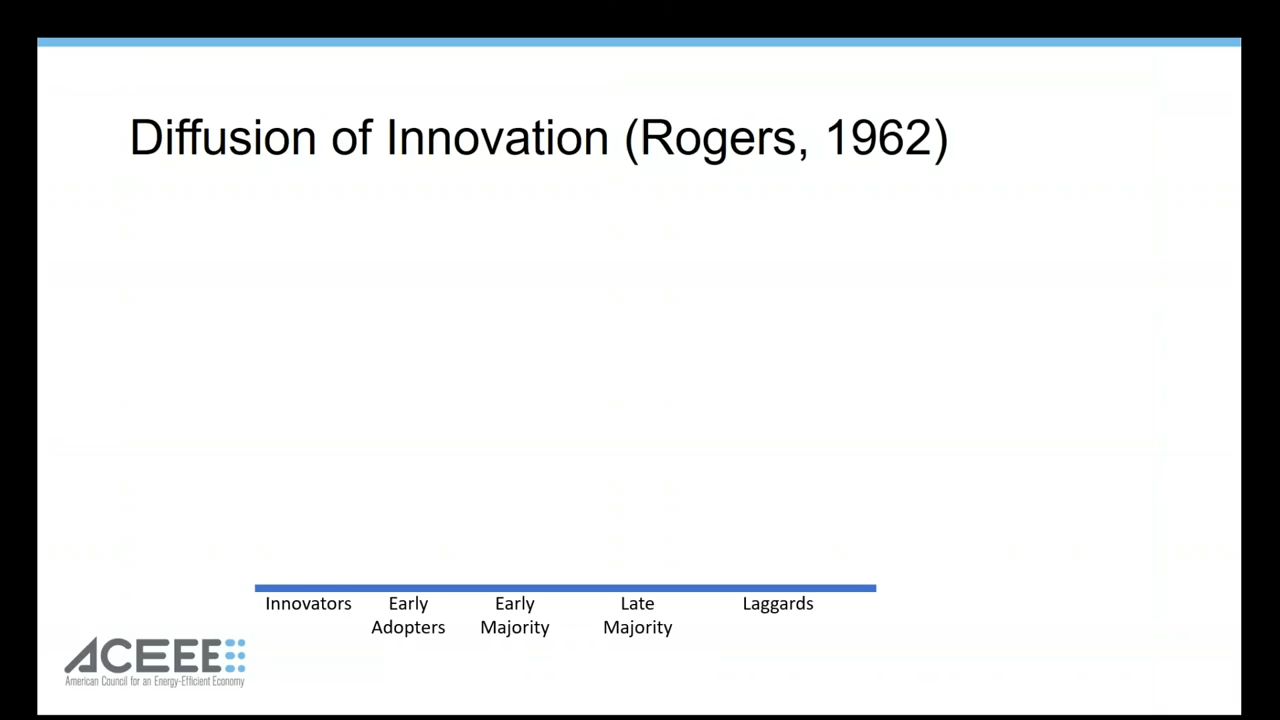 Diffusion of Innovation (Rogers, 1962)
Innovators
Early
Adopters
Early
Majority
Late
Majority
Laggards
ACEEE
American Council for an Energy-Efficient Economy